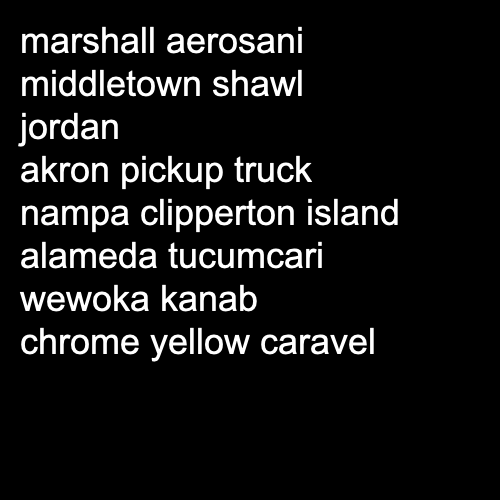 marshall aerosani
middletown shawl
jordan
akron pickup truck
nampa clipperton island
alameda tucumcari
wewoka kanab
chrome yellow caravel